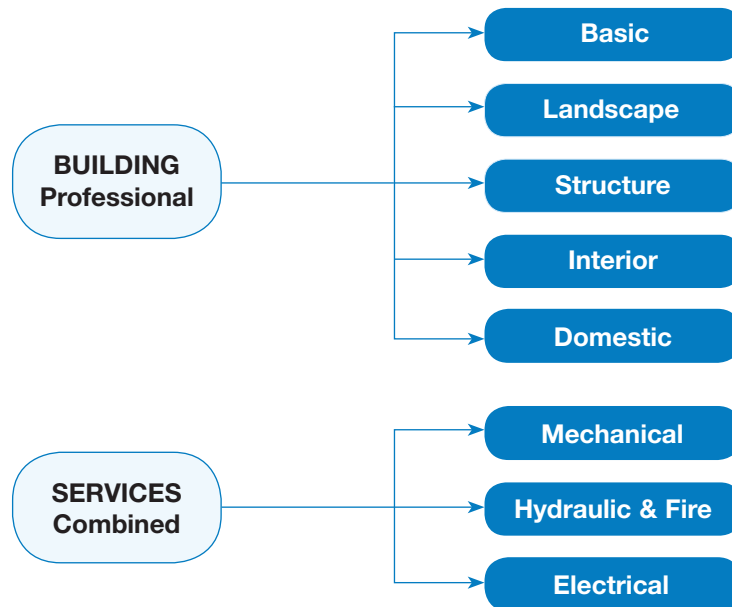 BUILDING
Professional
Basic
Landscape
Structure
Interior
Domestic
SERVICES
Combined
Mechanical
Hydraulic & Fire
Electrical